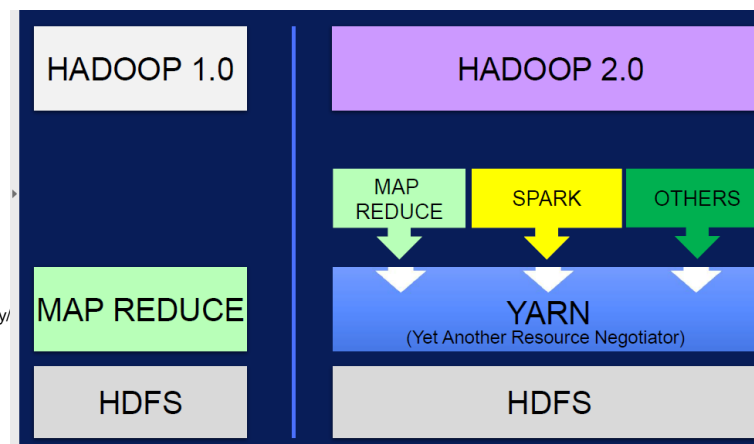 HADOOP 1.0
HADOOP 2.0
MAP
REDUCE
SPARK
OTHERS
MAP REDUCE
YARN
(Yet Another Resource Negotiator)
HDFS
HDFS
y/